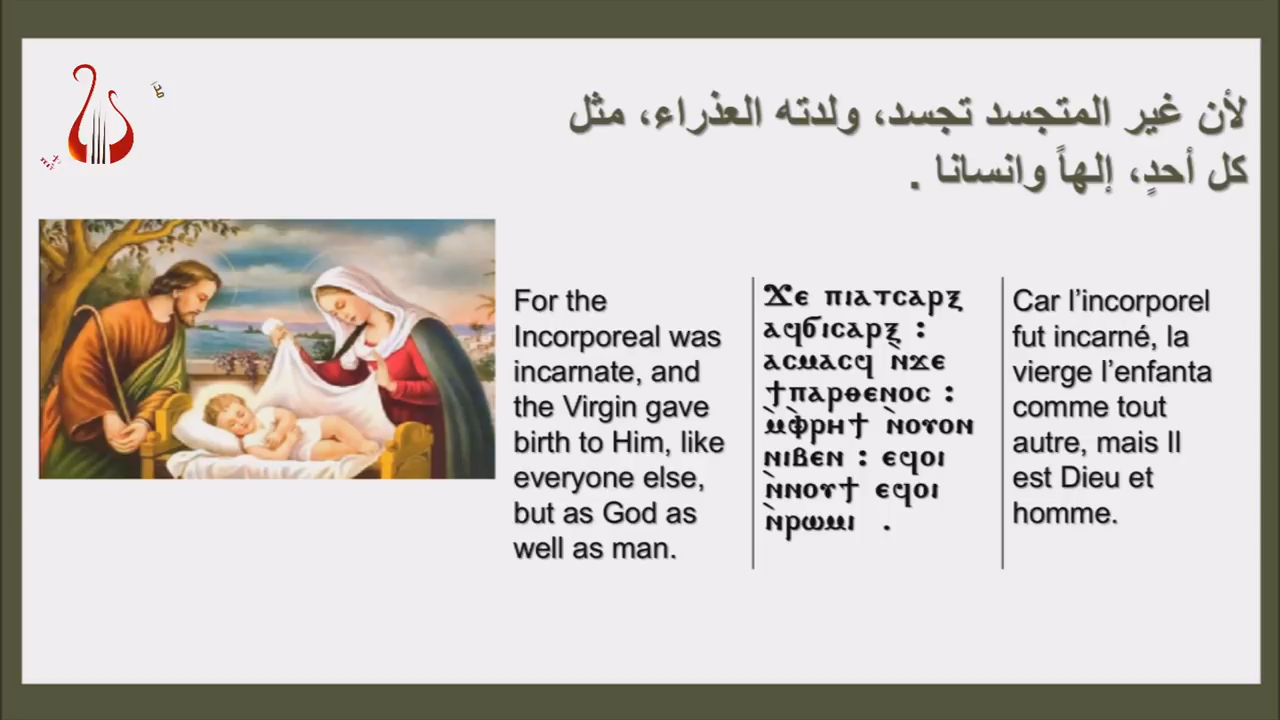 لأن غير المتجسد تجسد، ولدته العذراء، مثل
كل أحدٍ، إلهاً وانسانا .
For the
Incorporeal was
incarnate, and
the Virgin gave
birth to Him, like
everyone else,
but as God as
well as man.
Ϫⲉ ⲡⲓⲁⲧⲥⲁⲣⲝ
ⲁϥϭⲓⲥⲁⲣⲝ :
ⲁⲥⲙⲁⲥϥ ⲛ̀ϫⲉ
ϯⲡⲁⲣⲑⲉⲛⲟⲥ :
ⲙ̀ⲫ̀ⲣⲏϯ ⲛ̀ⲟⲩⲟⲛ
ⲛⲓⲃⲉⲛ : ⲉϥⲟⲓ
ⲛ̀ⲛⲟⲩϯ ⲉϥⲟⲓ
ⲛ̀ⲣⲱⲙⲓ .
Car l’incorporel
fut incarné, la
vierge l’enfanta
comme tout
autre, mais Il
est Dieu et
homme.